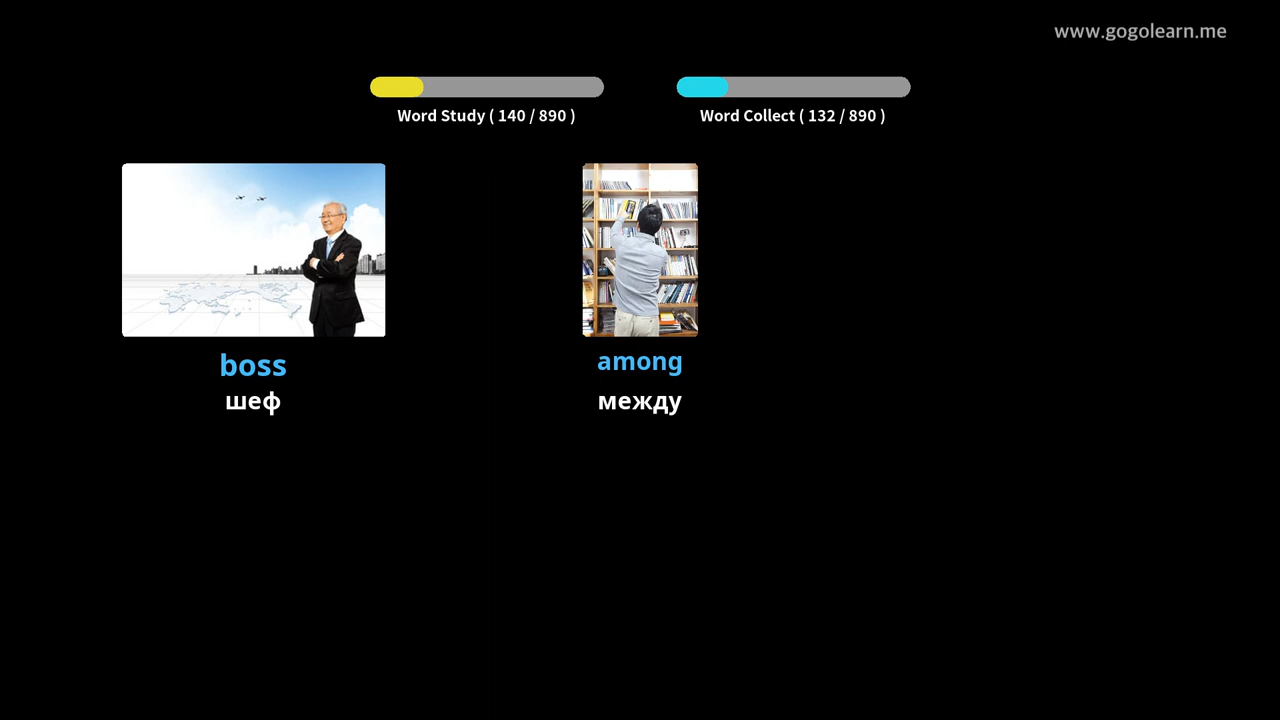 www.gogolearn.me
Word Study ( 140 / 890 )
Word Collect ( 132 / 890 )
boss
шеф
among
между